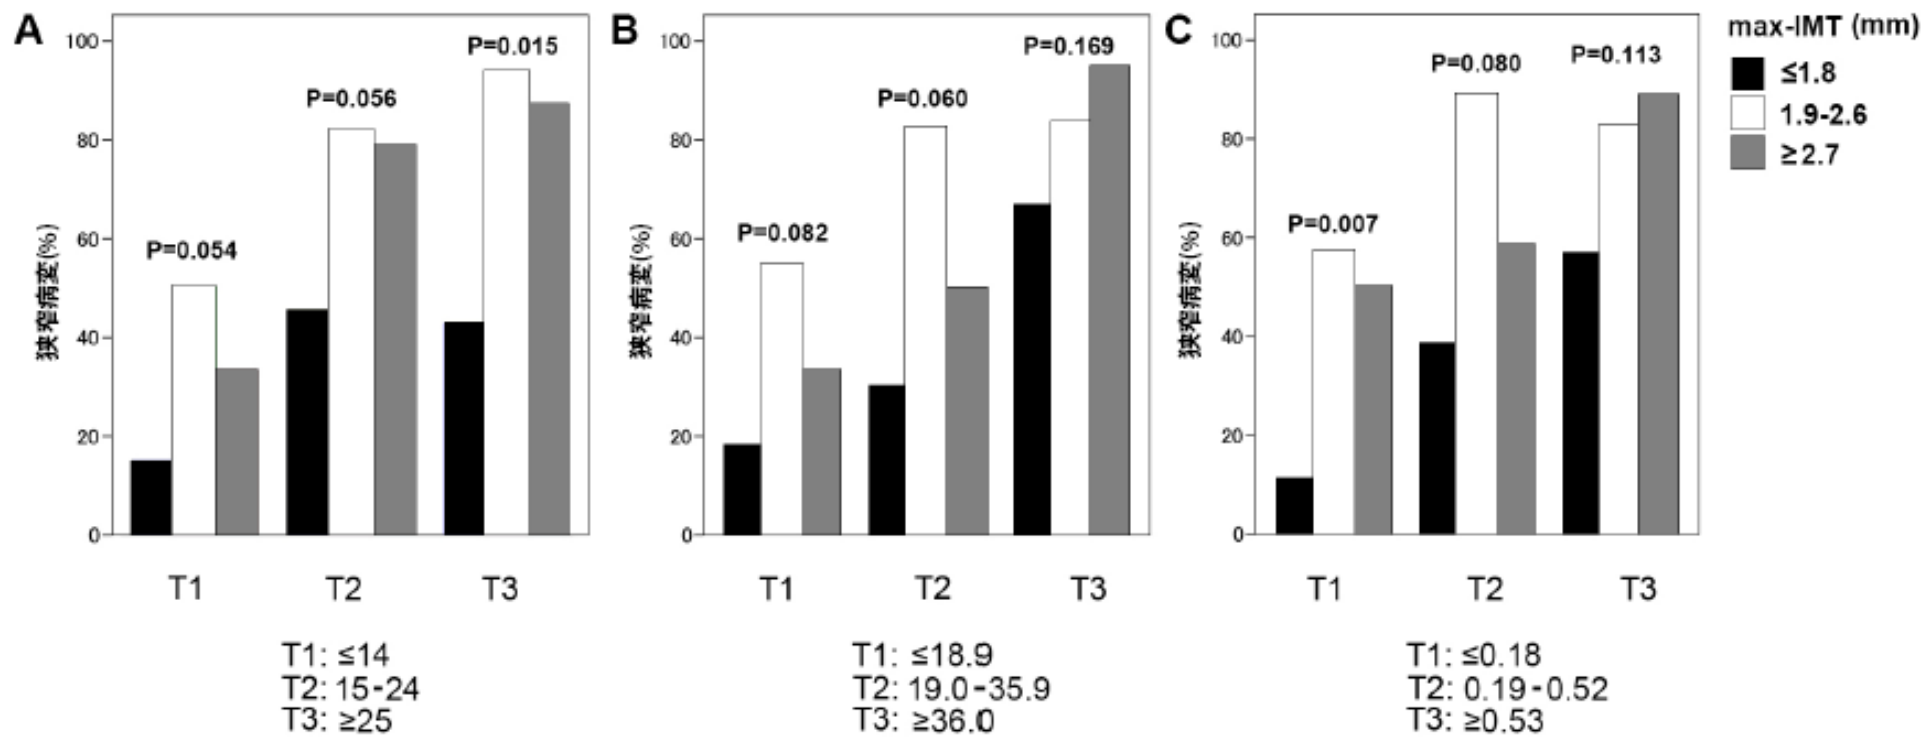 A
100
80
60
40
20
0
狭窄病変(%)
P=0.054
P=0.056
P=0.015
T1
T2
T3
T1: ≤14
T2: 15-24
T3: ≥25
B
100
80
60
40
20
0
狭窄病変(%)
P=0.082
P=0.060
P=0.169
T1
T2
T3
T1: ≤18.9
T2: 19.0-35.9
T3: ≥36.0
C
100
80
60
40
20
0
狭窄病変(%)
P=0.007
P=0.080
P=0.113
T1
T2
T3
T1: ≤0.18
T2: 0.19-0.52
T3: ≥0.53
max-IMT (mm)
≤1.8
1.9-2.6
≥2.7